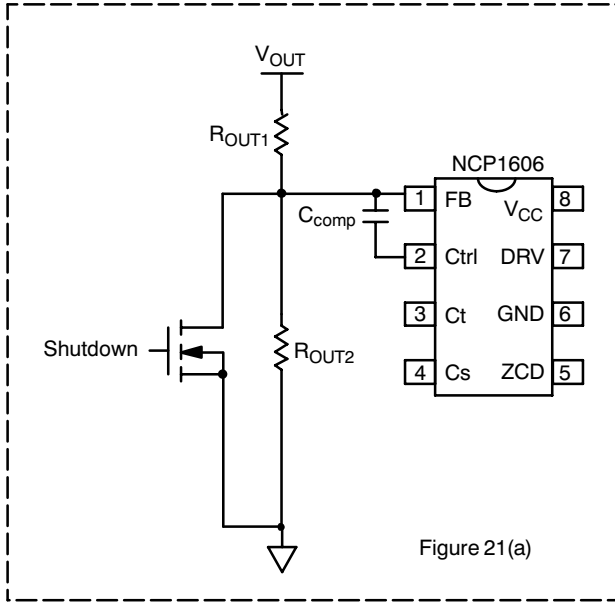 VOUT
ROUT1
NCP1606
1 FB VCC 8
Ccomp
2 Ctrl DRV 7
3 Ct GND 6
Shutdown
ROUT2
4 Cs ZCD 5
Figure 21(a)